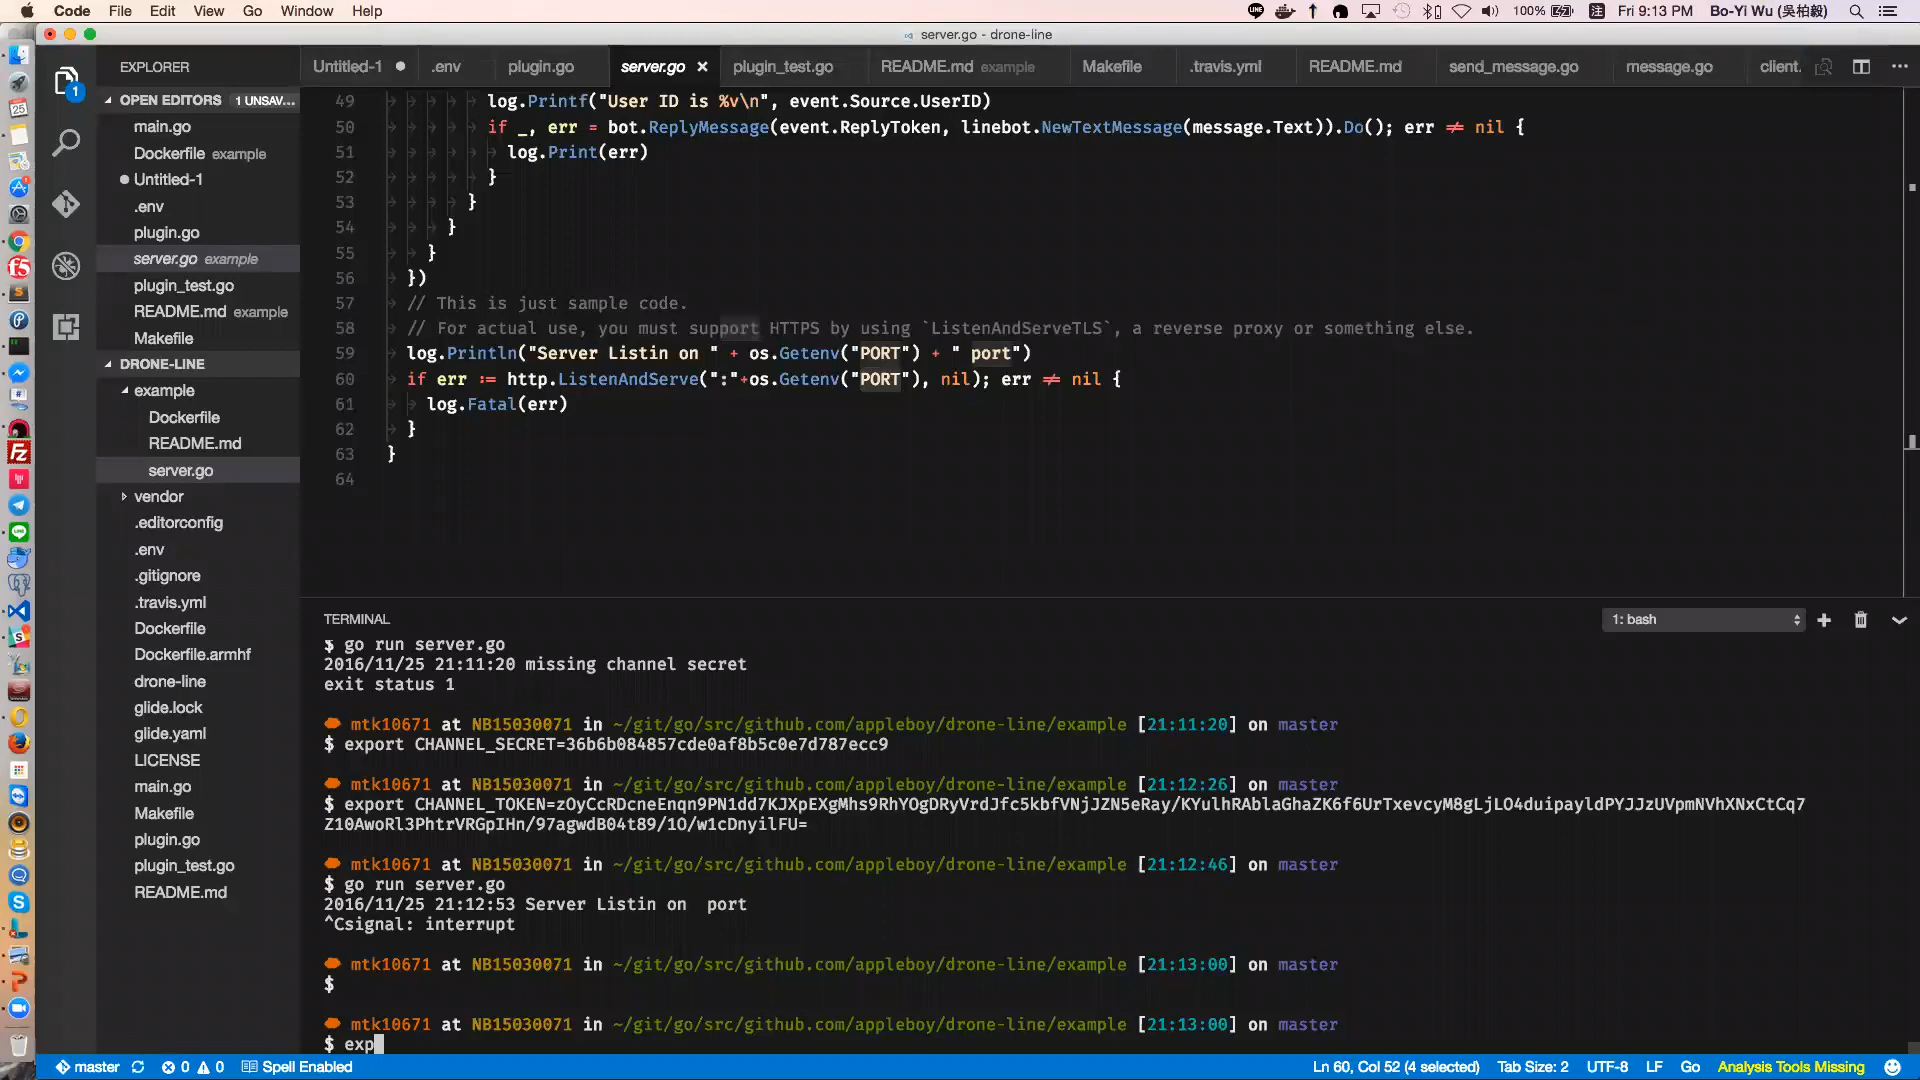 Code File Edit View Go Window Help 100% Fri 9:13 PM Bo-Yi Wu (吳柏毅)
server.go - drone-line
EXPLORER
Untitled-1 .env plugin.go server.go plugin_test.go README.md example Makefile .travis.yml README.md send_message.go message.go client.
OPEN EDITORS 1 UNSAV...
main.go
Dockerfile example
Untitled-1
.env
plugin.go
server.go example
plugin_test.go
README.md example
Makefile
DRONE-LINE
example
Dockerfile
README.md
server.go
vendor
.editorconfig
.env
.gitignore
.travis.yml
Dockerfile
Dockerfile.armhf
drone-line
glide.lock
glide.yaml
LICENSE
main.go
Makefile
plugin.go
plugin_test.go
README.md
49 log.Printf("User ID is %v\n", event.Source.UserID)
50 if _, err = bot.ReplyMessage(event.ReplyToken, linebot.NewTextMessage(message.Text)).Do(); err ≠ nil {
51 log.Print(err)
52 }
53 }
54 }
55 }
56 })
57 // This is just sample code.
58 // For actual use, you must support HTTPS by using `ListenAndServeTLS`, a reverse proxy or something else.
59 log.Println("Server Listin on " + os.Getenv("PORT") + " port")
60 if err := http.ListenAndServe(":"+os.Getenv("PORT"), nil); err ≠ nil {
61 log.Fatal(err)
62 }
63 }
64
TERMINAL 1: bash
$ go run server.go
2016/11/25 21:11:20 missing channel secret
exit status 1
mtk10671 at NB15030071 in ~/git/go/src/github.com/appleboy/drone-line/example [21:11:20] on master
$ export CHANNEL_SECRET=36b6b084857cde0af8b5c0e7d787ecc9
mtk10671 at NB15030071 in ~/git/go/src/github.com/appleboy/drone-line/example [21:12:26] on master
$ export CHANNEL_TOKEN=zOyCcRDcneEnqn9PN1dd7KJXpEXgMhs9RhYOgDRyVrdJfc5kbfVNjJZN5eRay/KYulhRAblaGhaZK6f6UrTxevcyM8gLjLO4duipayldPYJJzUVpmNVhXNxCtCq7
Z10AwoRl3PhtrVRGpIHn/97agwdB04t89/1O/w1cDnyilFU=
mtk10671 at NB15030071 in ~/git/go/src/github.com/appleboy/drone-line/example [21:12:46] on master
$ go run server.go
2016/11/25 21:12:53 Server Listin on  port
^Csignal: interrupt
mtk10671 at NB15030071 in ~/git/go/src/github.com/appleboy/drone-line/example [21:13:00] on master
$
mtk10671 at NB15030071 in ~/git/go/src/github.com/appleboy/drone-line/example [21:13:00] on master
$ exp
master 0 0 Spell Enabled Ln 60, Col 52 (4 selected) Tab Size: 2 UTF-8 LF Go Analysis Tools Missing